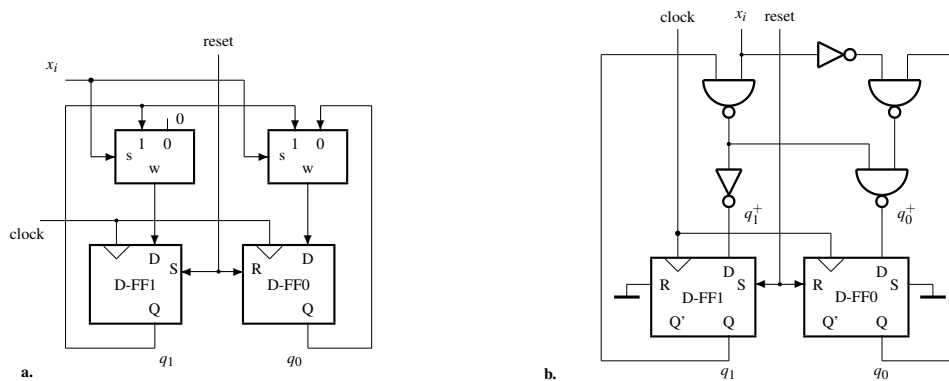 reset
x_i
0
1 0
s
w
1 0
s
w
clock
D
S
D-FF1
Q
R
D
D-FF0
Q
q_1
q_0
a.
clock
x_i
reset
q_1^+
q_0^+
D
R
S
D-FF1
Q'
Q
D
R
S
D-FF0
Q'
Q
q_1
q_0
b.